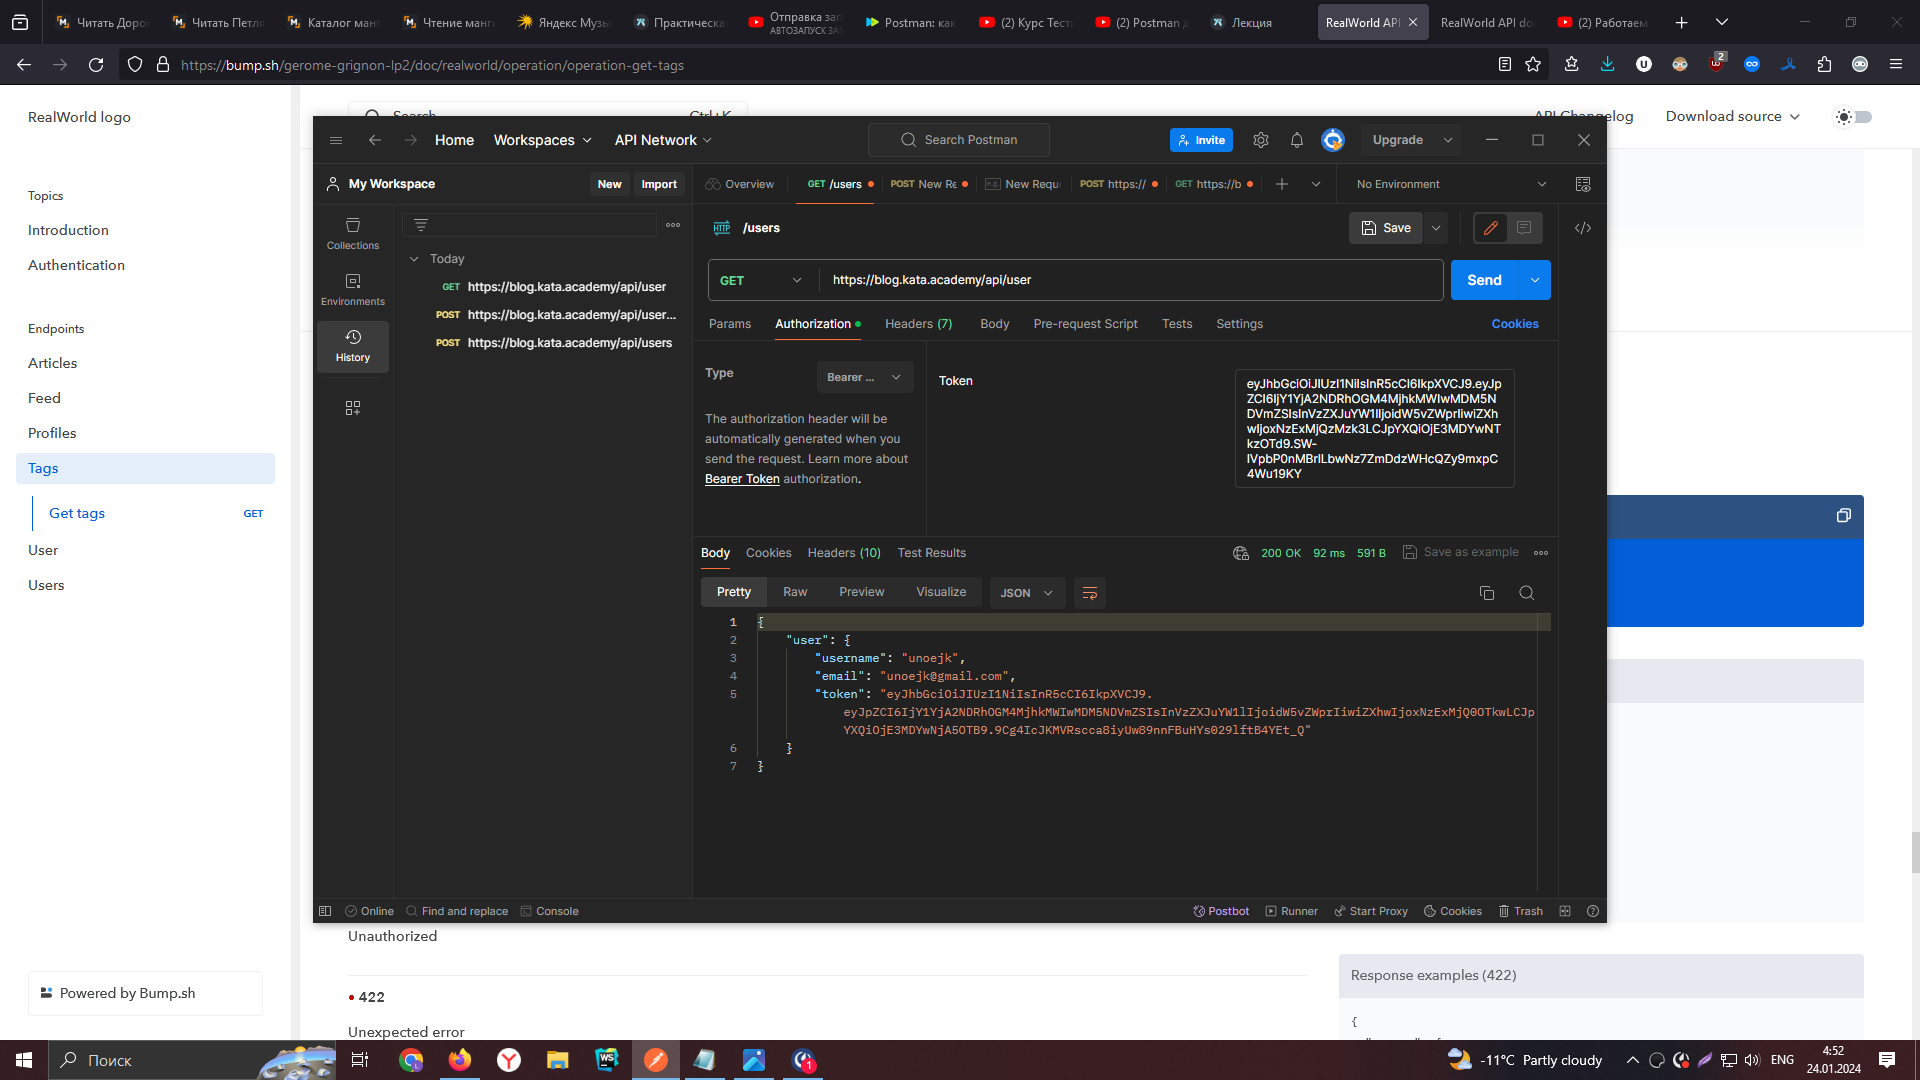 Читать Доро
Читать Петля
Каталог манг
Чтение манг
Яндекс Музы
Практическа
Отправка зап
АВТОЗАПУСК ЗА
Postman: как
(2) Курс Тест
(2) Postman д
Лекция
RealWorld API
RealWorld API do
(2) Работаем
https://bump.sh/gerome-grignon-lp2/doc/realworld/operation/operation-get-tags
2
RealWorld logo
Search
Ctrl+K
API Changelog
Download source
Topics
Introduction
Authentication
Endpoints
Articles
Feed
Profiles
Tags
Get tags
GET
User
Users
Powered by Bump.sh
Home
Workspaces
API Network
Search Postman
Invite
Upgrade
My Workspace
New
Import
Overview
GET /users
POST New Re
New Requ
POST https://
GET https://b
No Environment
Collections
Environments
History
Today
GET https://blog.kata.academy/api/user
POST https://blog.kata.academy/api/user...
POST https://blog.kata.academy/api/users
HTTP
/users
Save
GET
https://blog.kata.academy/api/user
Send
Params
Authorization
Headers (7)
Body
Pre-request Script
Tests
Settings
Cookies
Type
Bearer ...
The authorization header will be
automatically generated when you
send the request. Learn more about
Bearer Token authorization.
Token
eyJhbGciOiJIUzI1NiIsInR5cCI6IkpXVCJ9.eyJp
ZCI6IjY1YjA2NDRhOGM4MjhkMWIwMDM5N
DVmZSIsInVzZXJuYW1lIjoidW5vZWprIiwiZXh
wIjoxNzExMjQzMzk3LCJpYXQiOjE3MDYwNT
kzOTd9.SW-
IVpbP0nMBrlLbwNz7ZmDdzWHcQZy9mxpC
4Wu19KY
Body
Cookies
Headers (10)
Test Results
200 OK
92 ms
591 B
Save as example
Pretty
Raw
Preview
Visualize
JSON
1 {
2 "user": {
3 "username": "unoejk",
4 "email": "unoejk@gmail.com",
5 "token": "eyJhbGciOiJIUzI1NiIsInR5cCI6IkpXVCJ9.
eyJpZCI6IjY1YjA2NDRhOGM4MjhkMWIwMDM5NDVmZSIsInVzZXJuYW1lIjoidW5vZWprIiwiZXhwIjoxNzExMjQ0OTkwLCJp
YXQiOjE3MDYwNjA5OTB9.9Cg4IcJKMVRscca8iyUw89nnFBuHYs029lftB4YEt_Q"
6 }
7 }
Online
Find and replace
Console
Postbot
Runner
Start Proxy
Cookies
Trash
Unauthorized
422
Unexpected error
Response examples (422)
{
Поиск
-11°C Partly cloudy
ENG
4:52
24.01.2024